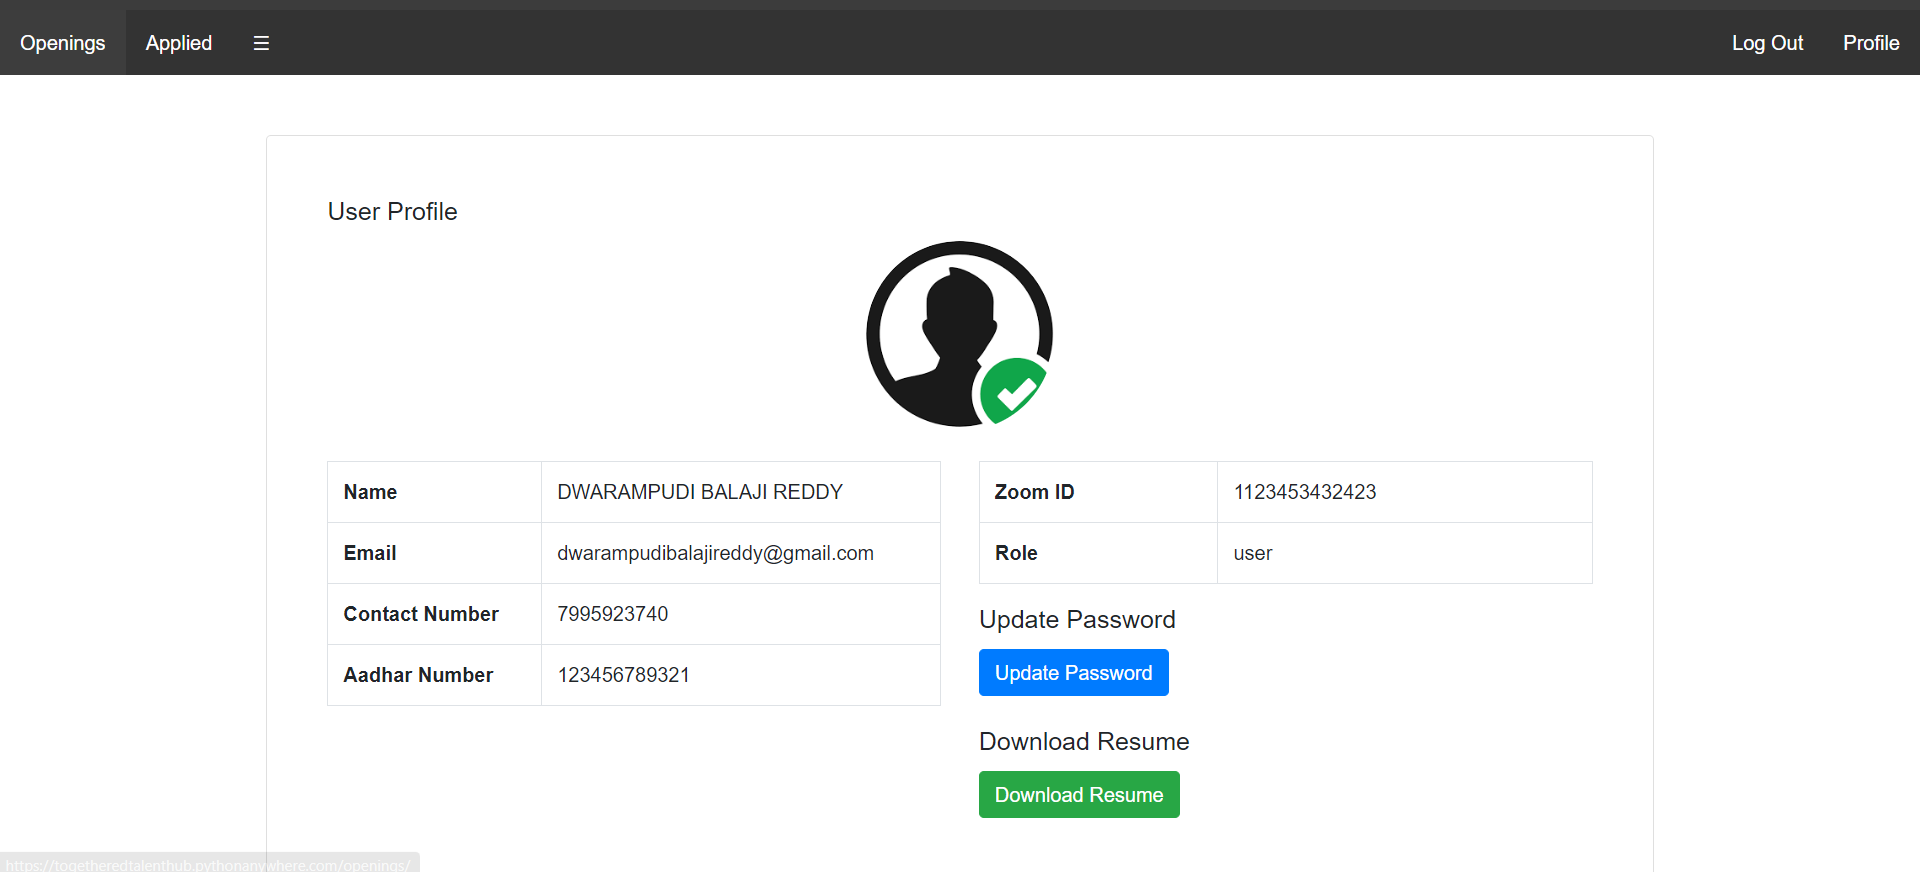 Openings Applied ☰ Log Out Profile
User Profile
Name DWARAMPUDI BALAJI REDDY
Email dwarampudibalajireddy@gmail.com
Contact Number 7995923740
Aadhar Number 123456789321
Zoom ID 1123453432423
Role user
Update Password
Update Password
Download Resume
Download Resume
https://togetheredtalenthub.pythonanywhere.com/openings/